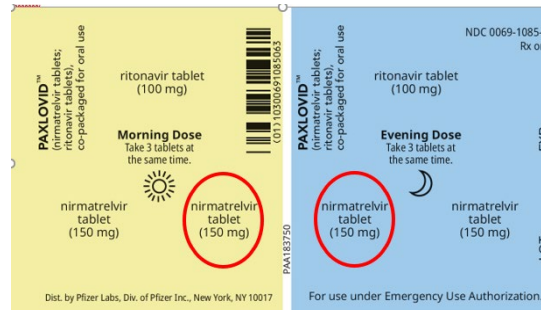 PAXLOVID™
(nirmatrelvir tablets;
ritonavir tablets),
co-packaged for oral use
ritonavir tablet
(100 mg)
(01)10300691085063
Morning Dose
Take 3 tablets at
the same time.
nirmatrelvir
tablet
(150 mg)
nirmatrelvir
tablet
(150 mg)
Dist. by Pfizer Labs, Div. of Pfizer Inc., New York, NY 10017
PAA183750
PAXLOVID™
(nirmatrelvir tablets;
ritonavir tablets),
co-packaged for oral use
NDC 0069-1085-
ritonavir tablet
(100 mg)
Evening Dose
Take 3 tablets at
the same time.
nirmatrelvir
tablet
(150 mg)
nirmatrelvir
tablet
(150 mg)
For use under Emergency Use Authorization.